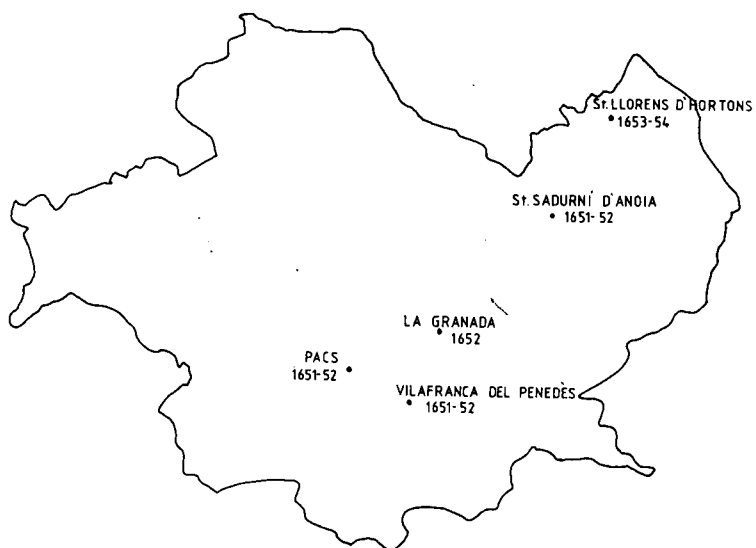 St. LLORENS D'HORTONS
1653-54
St. SADURNÍ D'ANOIA
1651-52
LA GRANADA
1652
PACS
1651-52
VILAFRANCA DEL PENEDÈS
1651-52